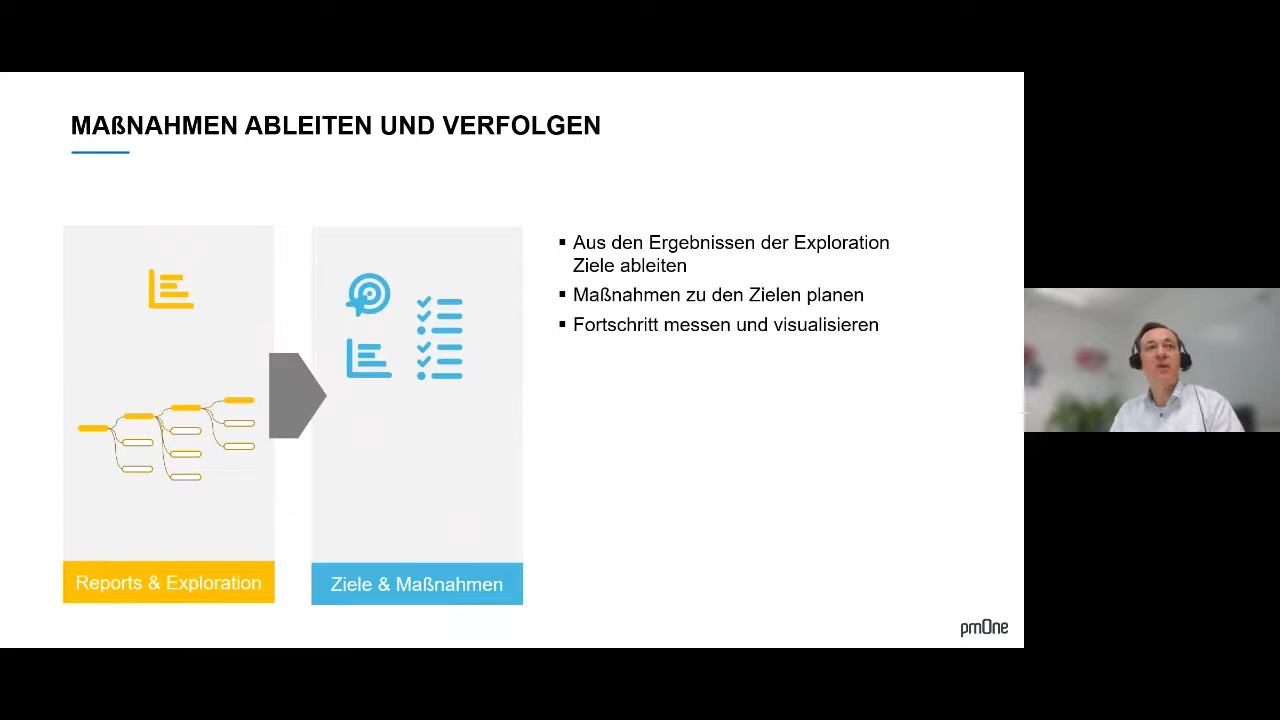 MAßNAHMEN ABLEITEN UND VERFOLGEN
▪ Aus den Ergebnissen der Exploration
Ziele ableiten
▪ Maßnahmen zu den Zielen planen
▪ Fortschritt messen und visualisieren
Reports & Exploration
Ziele & Maßnahmen
pmOne